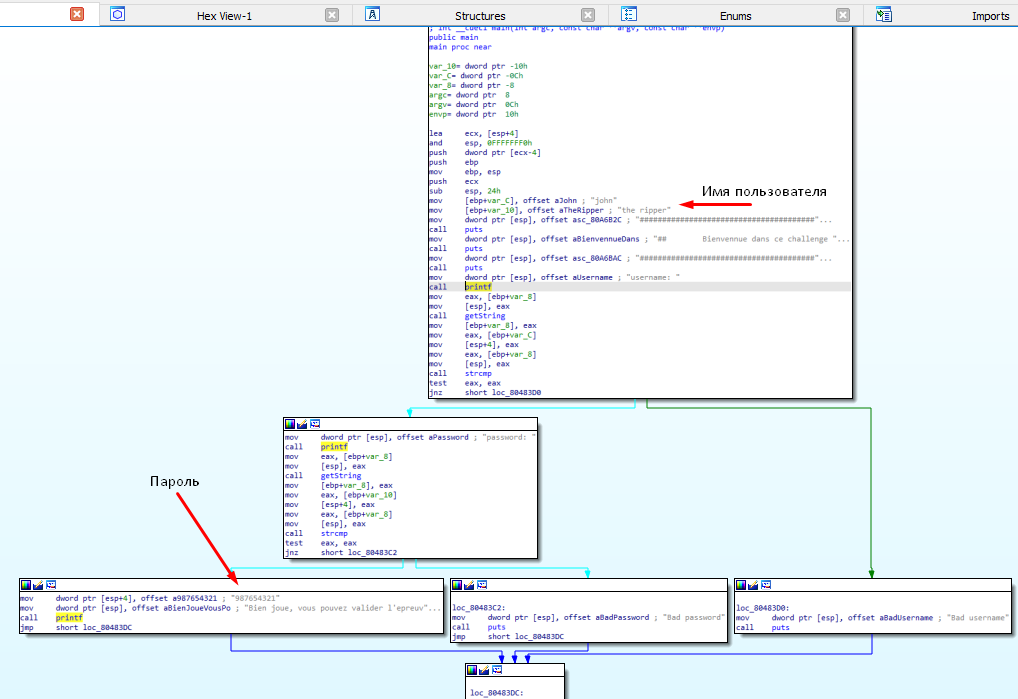 Hex View-1 Structures Enums Imports
; int __cdecl main(int argc, const char **argv, const char **envp)
public main
main proc near
var_10= dword ptr -10h
var_C= dword ptr -0Ch
var_8= dword ptr -8
argc= dword ptr  8
argv= dword ptr  0Ch
envp= dword ptr  10h
lea     ecx, [esp+4]
and     esp, 0FFFFFFF0h
push    dword ptr [ecx-4]
push    ebp
mov     ebp, esp
push    ecx
sub     esp, 24h
Имя пользователя
mov     [ebp+var_C], offset aJohn ; "john"
mov     [ebp+var_10], offset aTheRipper ; "the ripper"
mov     dword ptr [esp], offset asc_80A6B2C ; "#######################################"...
call    puts
mov     dword ptr [esp], offset aBienvennueDans ; "##        Bienvennue dans ce challenge "...
call    puts
mov     dword ptr [esp], offset asc_80A6BAC ; "#######################################"...
call    puts
mov     dword ptr [esp], offset aUsername ; "username: "
call    printf
mov     eax, [ebp+var_8]
mov     [esp], eax
call    getString
mov     [ebp+var_8], eax
mov     eax, [ebp+var_C]
mov     [esp+4], eax
mov     eax, [ebp+var_8]
mov     [esp], eax
call    strcmp
test    eax, eax
jnz     short loc_80483D0
mov     dword ptr [esp], offset aPassword ; "password: "
call    printf
mov     eax, [ebp+var_8]
mov     [esp], eax
call    getString
mov     [ebp+var_8], eax
mov     eax, [ebp+var_10]
mov     [esp+4], eax
mov     eax, [ebp+var_8]
mov     [esp], eax
call    strcmp
test    eax, eax
jnz     short loc_80483C2
Пароль
mov     dword ptr [esp+4], offset a987654321 ; "987654321"
mov     dword ptr [esp], offset aBienJoueVousPo ; "Bien joue, vous pouvez valider l'epreuv"...
call    printf
jmp     short loc_80483DC
loc_80483C2:
mov     dword ptr [esp], offset aBadPassword ; "Bad password"
call    puts
jmp     short loc_80483DC
loc_80483D0:
mov     dword ptr [esp], offset aBadUsername ; "Bad username"
call    puts
loc_80483DC: